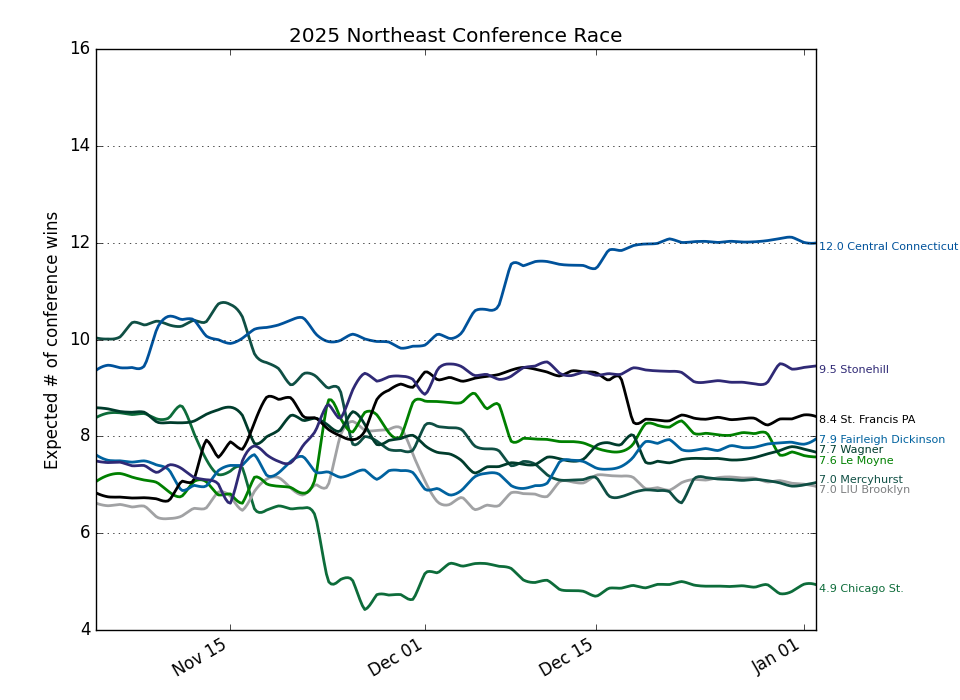 2025 Northeast Conference Race
Expected # of conference wins
16
14
12
10
8
6
4
Nov 15
Dec 01
Dec 15
Jan 01
12.0 Central Connecticut
9.5 Stonehill
8.4 St. Francis PA
7.9 Fairleigh Dickinson
7.7 Wagner
7.6 Le Moyne
7.0 Mercyhurst
7.0 LIU Brooklyn
4.9 Chicago St.